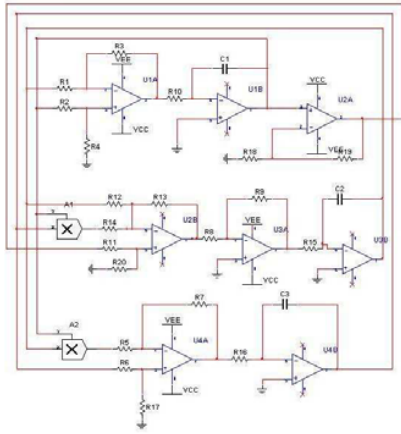 R3
C1
VEE
U1A
R1
R10
U1B
VCC
U2A
R2
R4
VCC
R18
VEE
R19
A1
R12
R13
R9
C2
R14
U2B
VEE
U3A
R11
R8
R15
U3B
R20
VCC
R7
C3
A2
VEE
R5
U4A
R6
R16
U4B
R17
VCC